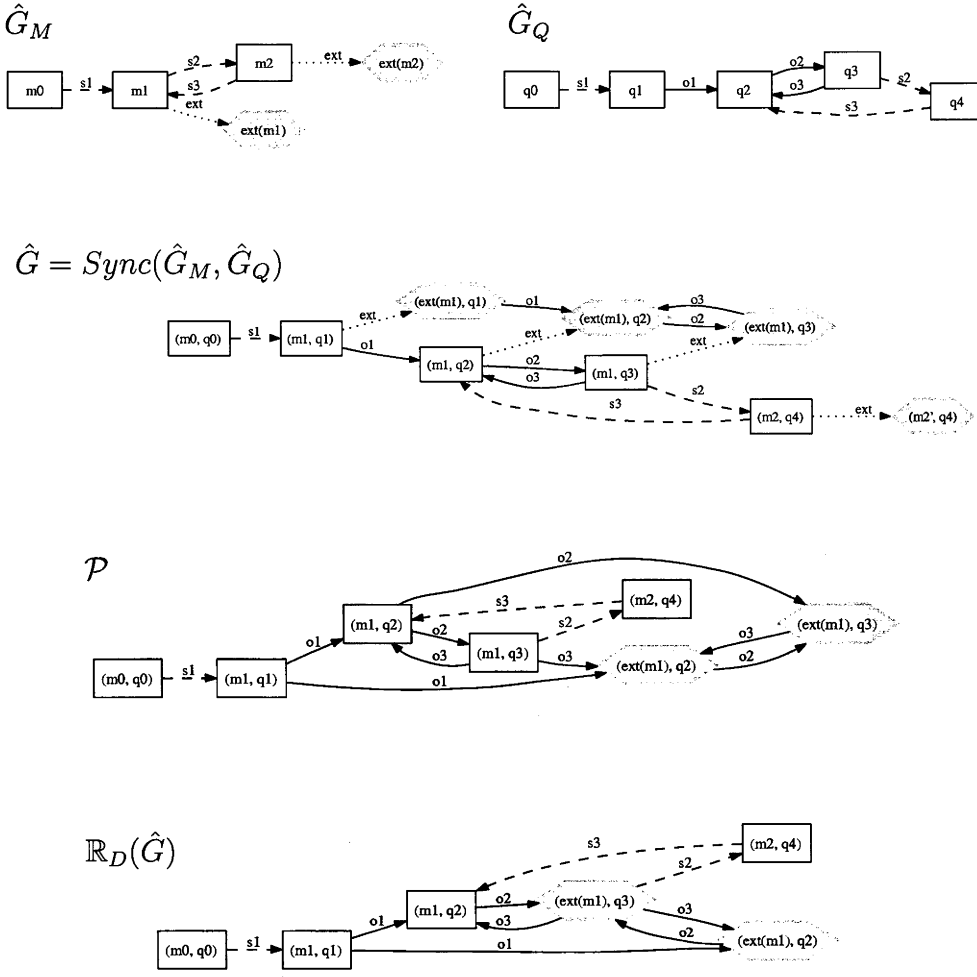 Ĝ_M
Ĝ_Q
m0 s1 m1 s2 s3 m2 ext ext(m2)
ext ext(m1)
q0 s1 q1 o1 q2 o2 o3 q3 s2 s3 q4
Ĝ = Sync(Ĝ_M, Ĝ_Q)
(m0, q0) s1 (m1, q1) ext (ext(m1), q1) o1 (ext(m1), q2) o3 o2 (ext(m1), q3)
o1 (m1, q2) ext o2 o3 (m1, q3) ext
s3 s2 (m2, q4) ext (m2', q4)
P
o2
(m1, q2) s3 (m2, q4) (ext(m1), q3)
o1 o2 o3 (m1, q3) s2 o3 (ext(m1), q2) o3 o2
(m0, q0) s1 (m1, q1) o1
ℝ_D(Ĝ)
s3 (m2, q4)
s2
(m1, q2) o2 o3 (ext(m1), q3) o3
(m0, q0) s1 (m1, q1) o1 o1 o2 (ext(m1), q2)